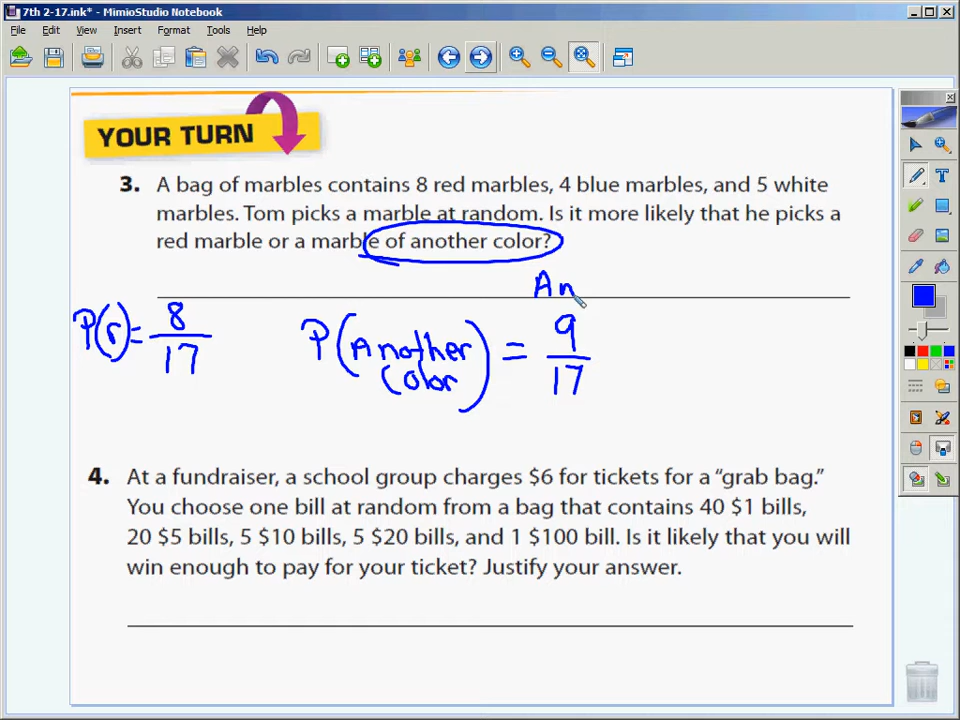 7th 2-17.ink* - MimioStudio Notebook
File Edit View Insert Format Tools Help
YOUR TURN
3. A bag of marbles contains 8 red marbles, 4 blue marbles, and 5 white
marbles. Tom picks a marble at random. Is it more likely that he picks a
red marble or a marble of another color?
An
P(r) = 8/17
P(Another Color) = 9/17
4. At a fundraiser, a school group charges $6 for tickets for a “grab bag.”
You choose one bill at random from a bag that contains 40 $1 bills,
20 $5 bills, 5 $10 bills, 5 $20 bills, and 1 $100 bill. Is it likely that you will
win enough to pay for your ticket? Justify your answer.
T